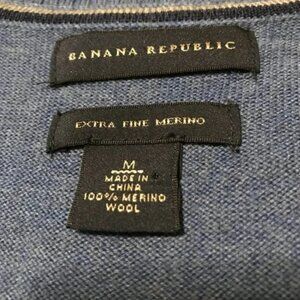 BANANA REPUBLIC
EXTRA FINE MERINO
M
MADE IN
CHINA
100% MERINO
WOOL